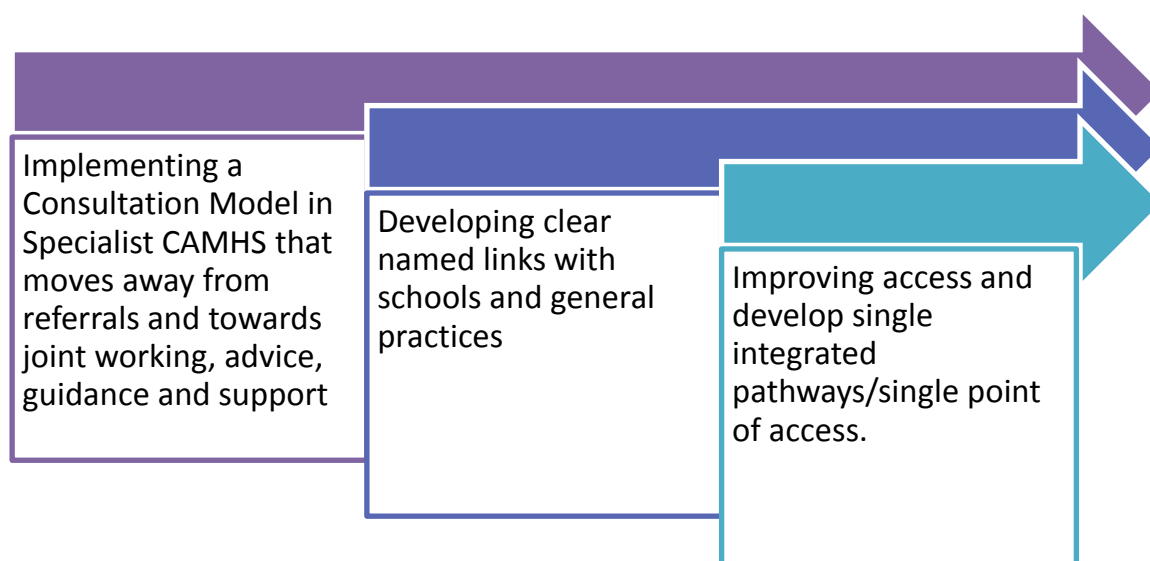 Implementing a
Consultation Model in
Specialist CAMHS that
moves away from
referrals and towards
joint working, advice,
guidance and support
Developing clear
named links with
schools and general
practices
Improving access and
develop single
integrated
pathways/single point
of access.